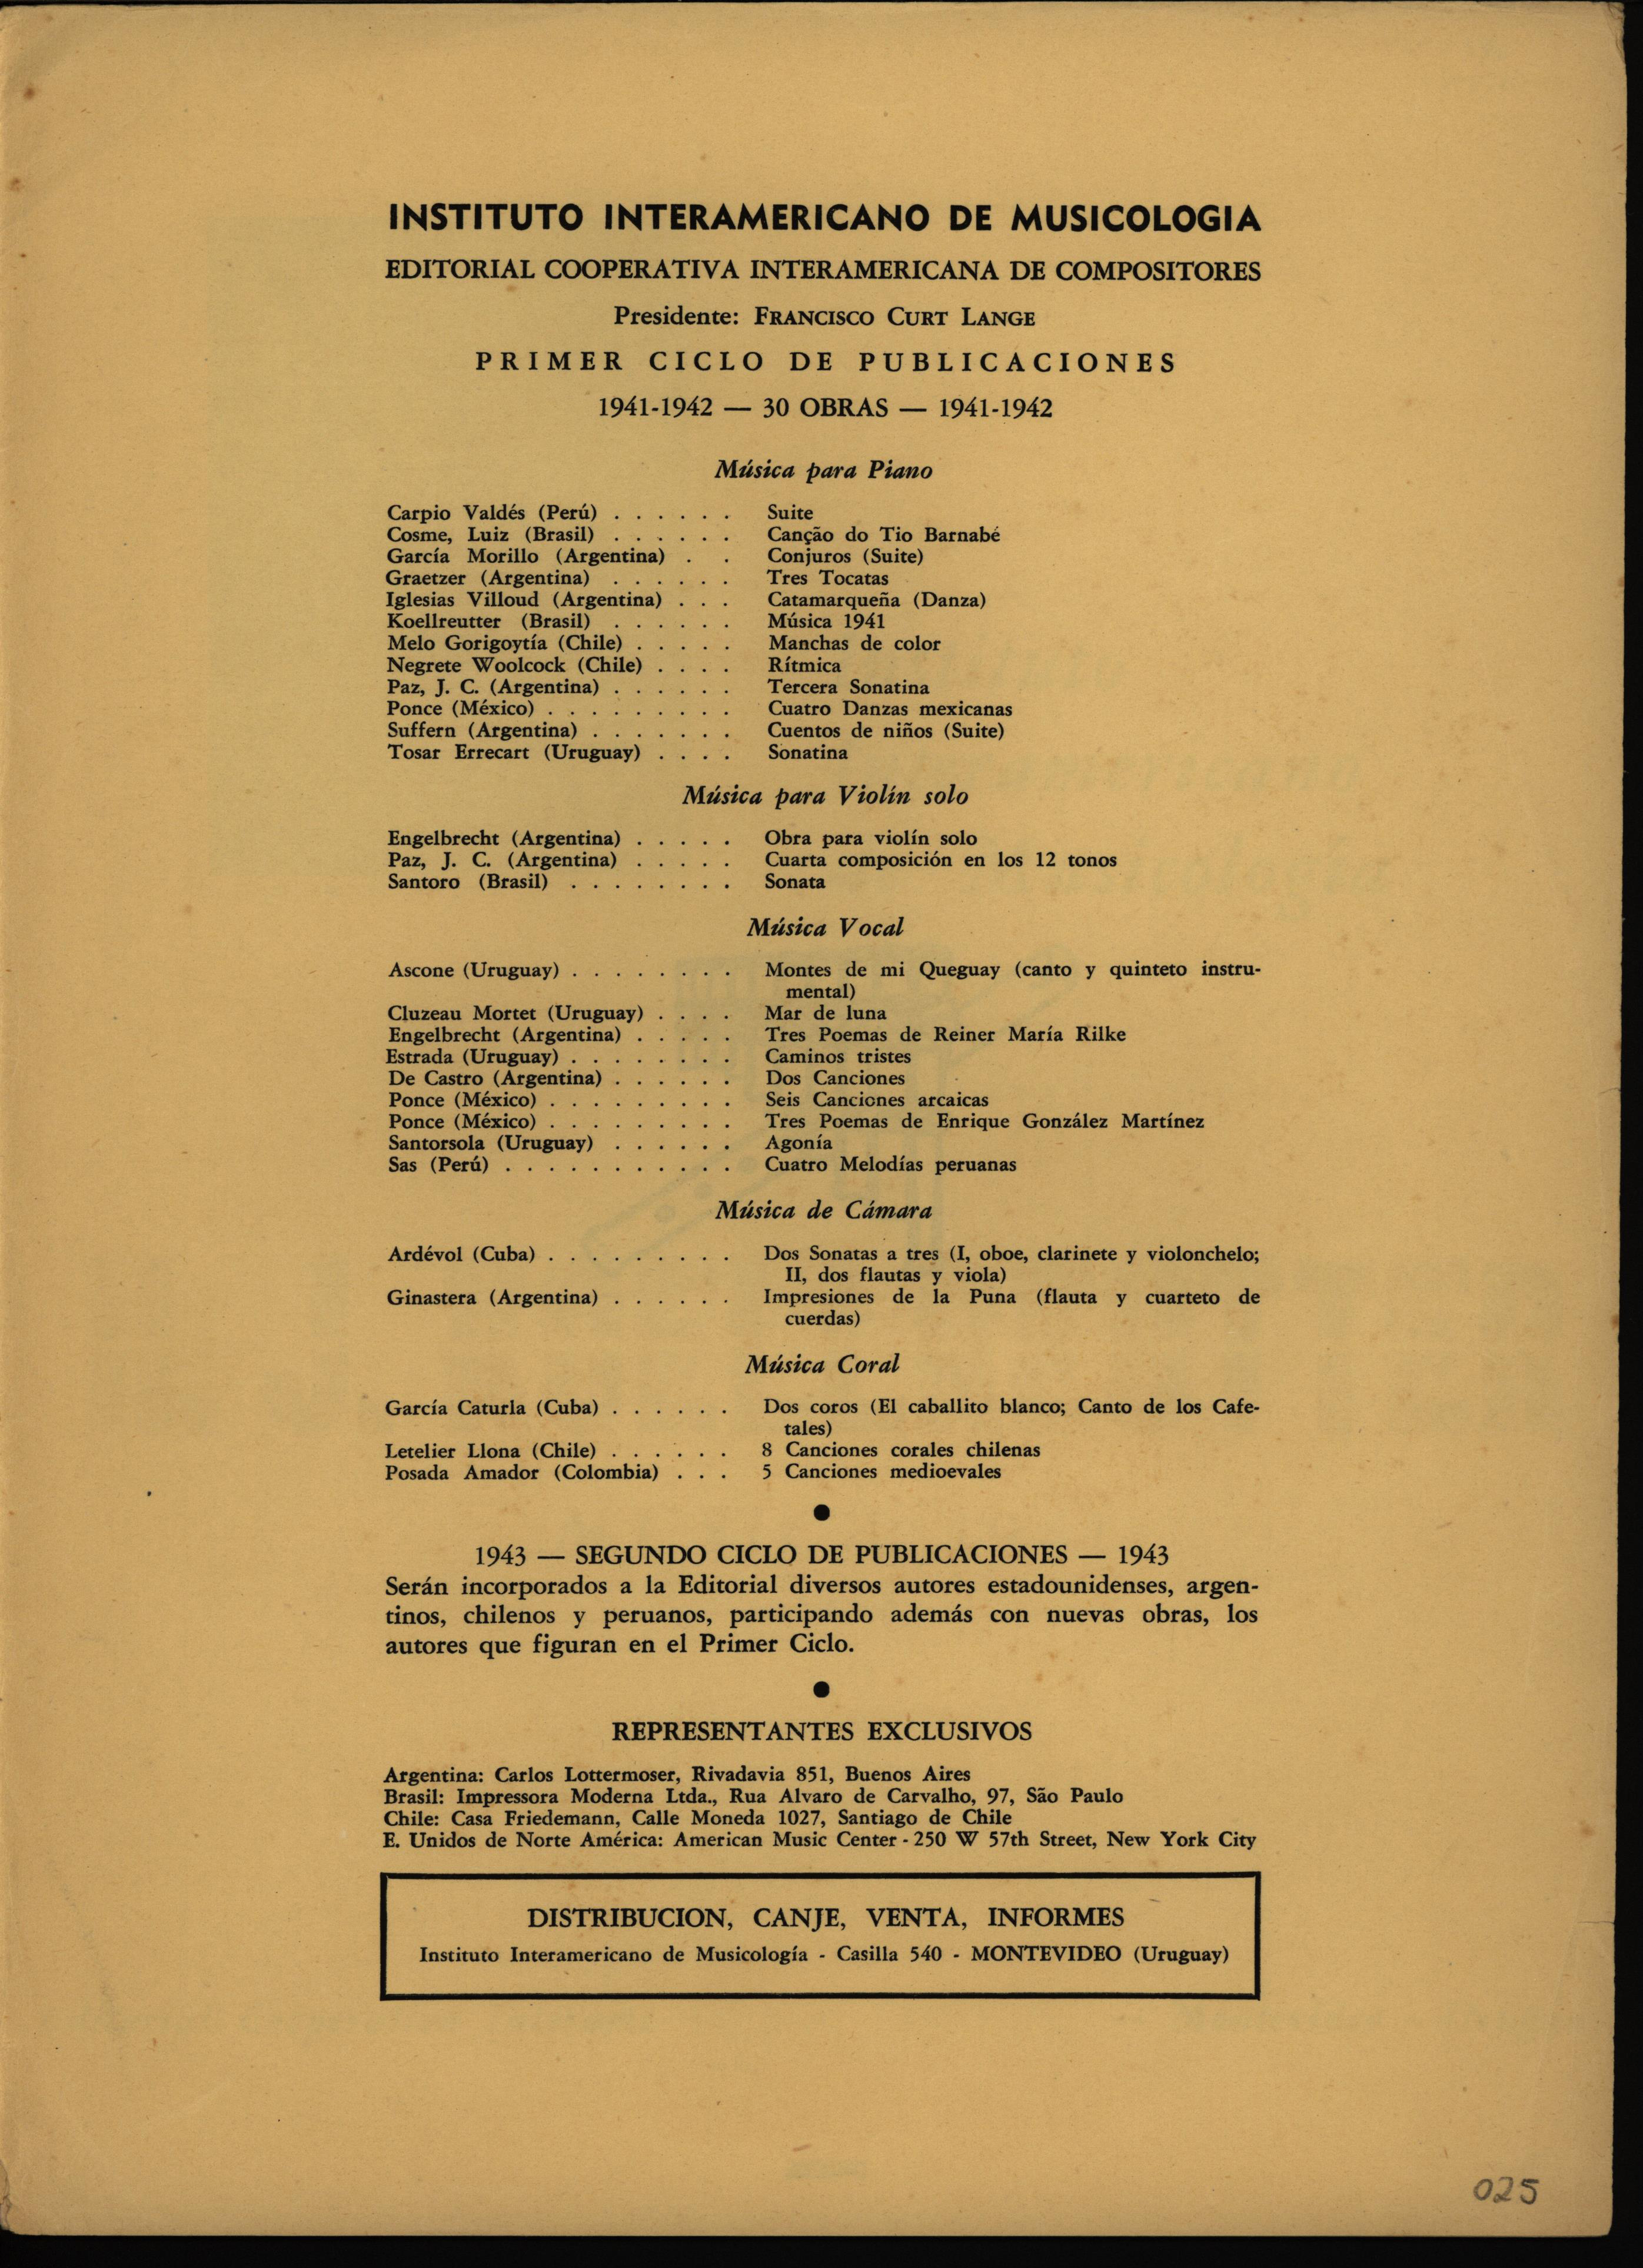 INSTITUTO INTERAMERICANO DE MUSICOLOGIA
EDITORIAL COOPERATIVA INTERAMERICANA DE COMPOSITORES
Presidente: FRANCISCO CURT LANGE
PRIMER CICLO DE PUBLICACIONES
1941-1942 — 30 OBRAS — 1941-1942
Música para Piano
Carpio Valdés (Perú) . . . . . . Suite
Cosme, Luiz (Brasil) . . . . . . Canção do Tio Barnabé
García Morillo (Argentina) . . Conjuros (Suite)
Graetzer (Argentina) . . . . . . Tres Tocatas
Iglesias Villoud (Argentina) . . . Catamarqueña (Danza)
Koellreutter (Brasil) . . . . . . Música 1941
Melo Gorigoytía (Chile) . . . . . Manchas de color
Negrete Woolcock (Chile) . . . . Rítmica
Paz, J. C. (Argentina) . . . . . . Tercera Sonatina
Ponce (México) . . . . . . . . . Cuatro Danzas mexicanas
Suffern (Argentina) . . . . . . . Cuentos de niños (Suite)
Tosar Errecart (Uruguay) . . . . Sonatina
Música para Violín solo
Engelbrecht (Argentina) . . . . . Obra para violín solo
Paz, J. C. (Argentina) . . . . . Cuarta composición en los 12 tonos
Santoro (Brasil) . . . . . . . . Sonata
Música Vocal
Ascone (Uruguay) . . . . . . . . Montes de mi Queguay (canto y quinteto instru-
mental)
Cluzeau Mortet (Uruguay) . . . . Mar de luna
Engelbrecht (Argentina) . . . . . Tres Poemas de Reiner María Rilke
Estrada (Uruguay) . . . . . . . . Caminos tristes
De Castro (Argentina) . . . . . . Dos Canciones
Ponce (México) . . . . . . . . . Seis Canciones arcaicas
Ponce (México) . . . . . . . . . Tres Poemas de Enrique González Martínez
Santorsola (Uruguay) . . . . . . Agonía
Sas (Perú) . . . . . . . . . . . Cuatro Melodías peruanas
Música de Cámara
Ardévol (Cuba) . . . . . . . . . Dos Sonatas a tres (I, oboe, clarinete y violonchelo;
II, dos flautas y viola)
Ginastera (Argentina) . . . . . . Impresiones de la Puna (flauta y cuarteto de
cuerdas)
Música Coral
García Caturla (Cuba) . . . . . . Dos coros (El caballito blanco; Canto de los Cafe-
tales)
Letelier Llona (Chile) . . . . . . 8 Canciones corales chilenas
Posada Amador (Colombia) . . . 5 Canciones medioevales
●
1943 — SEGUNDO CICLO DE PUBLICACIONES — 1943
Serán incorporados a la Editorial diversos autores estadounidenses, argen-
tinos, chilenos y peruanos, participando además con nuevas obras, los
autores que figuran en el Primer Ciclo.
●
REPRESENTANTES EXCLUSIVOS
Argentina: Carlos Lottermoser, Rivadavia 851, Buenos Aires
Brasil: Impressora Moderna Ltda., Rua Alvaro de Carvalho, 97, São Paulo
Chile: Casa Friedemann, Calle Moneda 1027, Santiago de Chile
E. Unidos de Norte América: American Music Center - 250 W 57th Street, New York City
DISTRIBUCION, CANJE, VENTA, INFORMES
Instituto Interamericano de Musicología - Casilla 540 - MONTEVIDEO (Uruguay)
025